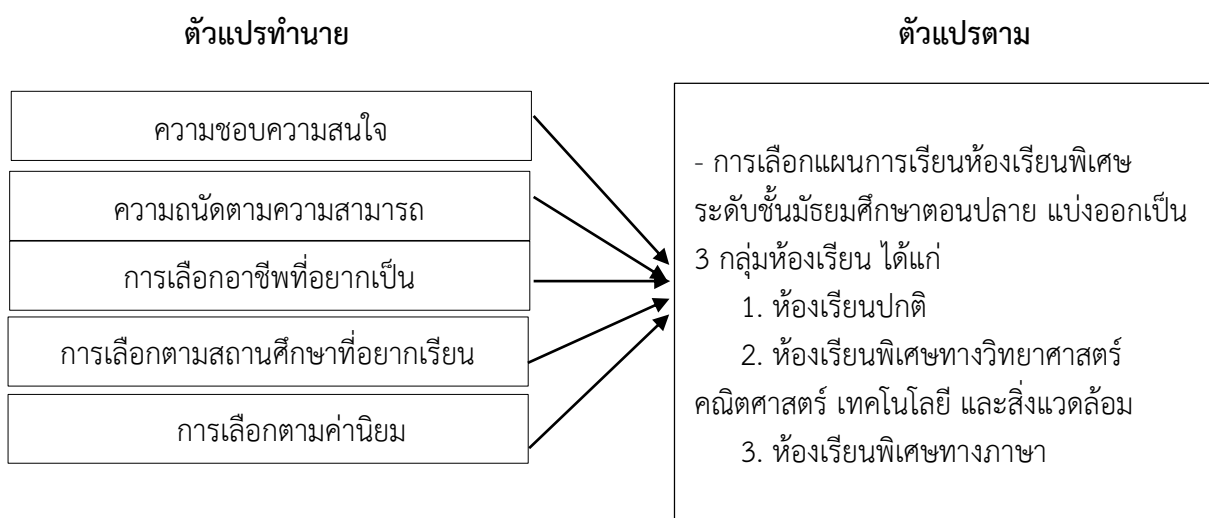 ตัวแปรทำนาย
ตัวแปรตาม
ความชอบความสนใจ
ความถนัดตามความสามารถ
การเลือกอาชีพที่อยากเป็น
การเลือกตามสถานศึกษาที่อยากเรียน
การเลือกตามค่านิยม
- การเลือกแผนการเรียนห้องเรียนพิเศษ
ระดับชั้นมัธยมศึกษาตอนปลาย แบ่งออกเป็น
3 กลุ่มห้องเรียน ได้แก่
1. ห้องเรียนปกติ
2. ห้องเรียนพิเศษทางวิทยาศาสตร์
คณิตศาสตร์ เทคโนโลยี และสิ่งแวดล้อม
3. ห้องเรียนพิเศษทางภาษา